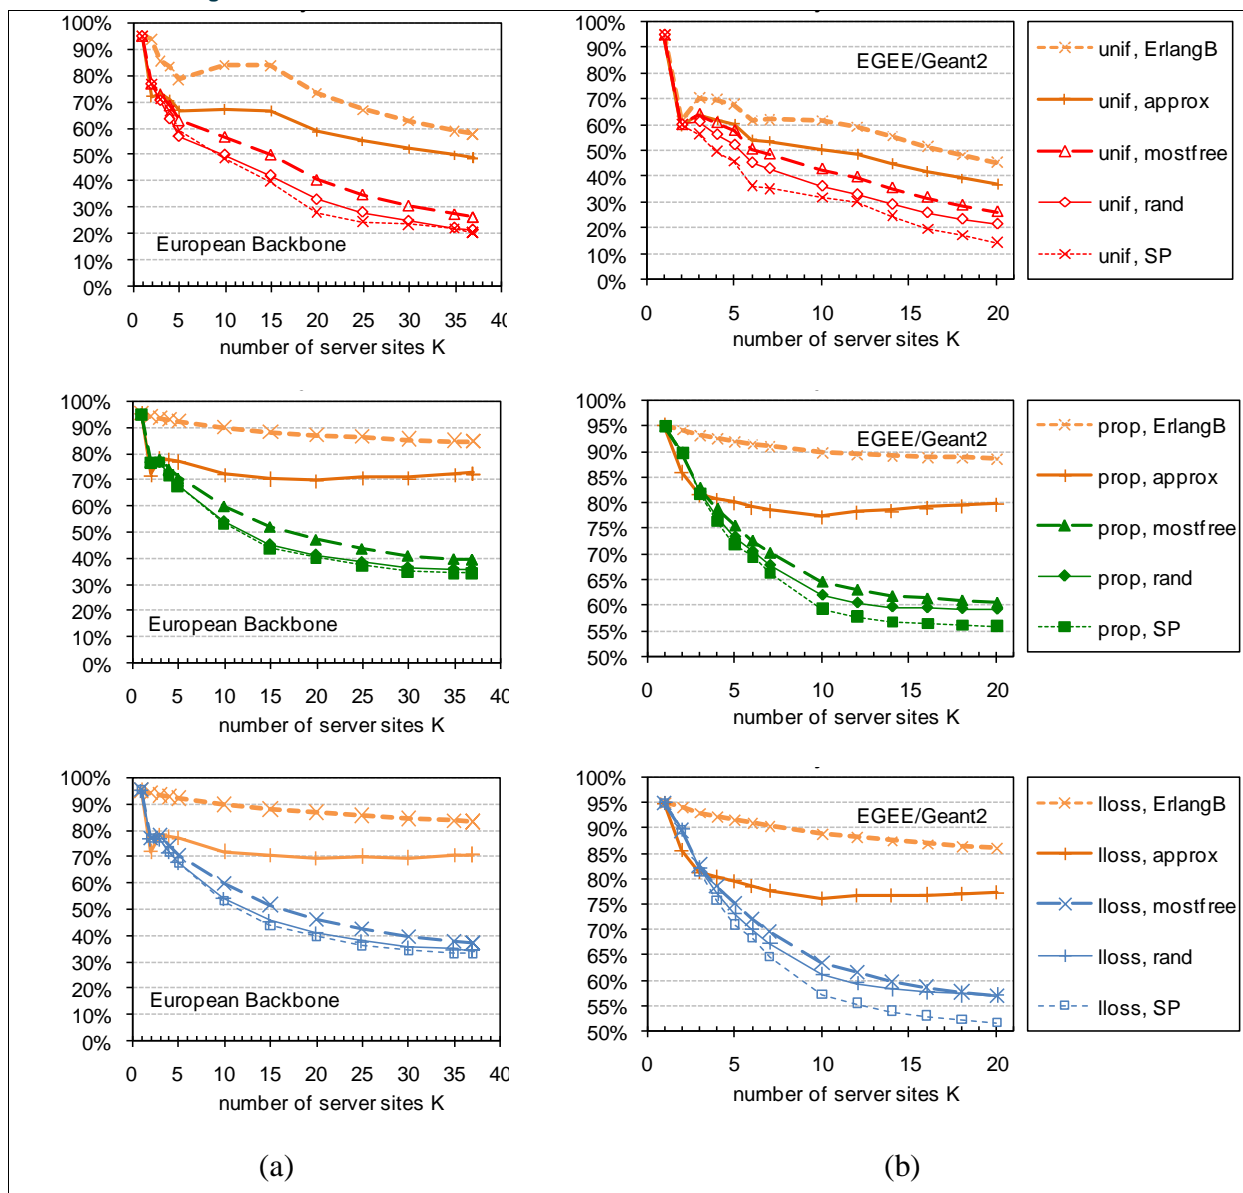 100%
90%
80%
70%
60%
50%
40%
30%
20%
10%
0%
European Backbone
0 5 10 15 20 25 30 35 40
number of server sites K
100%
90%
80%
70%
60%
50%
40%
30%
20%
10%
0%
EGEE/Geant2
0 5 10 15 20
number of server sites K
unif, ErlangB
unif, approx
unif, mostfree
unif, rand
unif, SP
100%
90%
80%
70%
60%
50%
40%
30%
20%
10%
0%
European Backbone
0 5 10 15 20 25 30 35 40
number of server sites K
100%
95%
90%
85%
80%
75%
70%
65%
60%
55%
50%
EGEE/Geant2
0 5 10 15 20
number of server sites K
prop, ErlangB
prop, approx
prop, mostfree
prop, rand
prop, SP
100%
90%
80%
70%
60%
50%
40%
30%
20%
10%
0%
European Backbone
0 5 10 15 20 25 30 35 40
number of server sites K
100%
95%
90%
85%
80%
75%
70%
65%
60%
55%
50%
EGEE/Geant2
0 5 10 15 20
number of server sites K
lloss, ErlangB
lloss, approx
lloss, mostfree
lloss, rand
lloss, SP
(a)
(b)